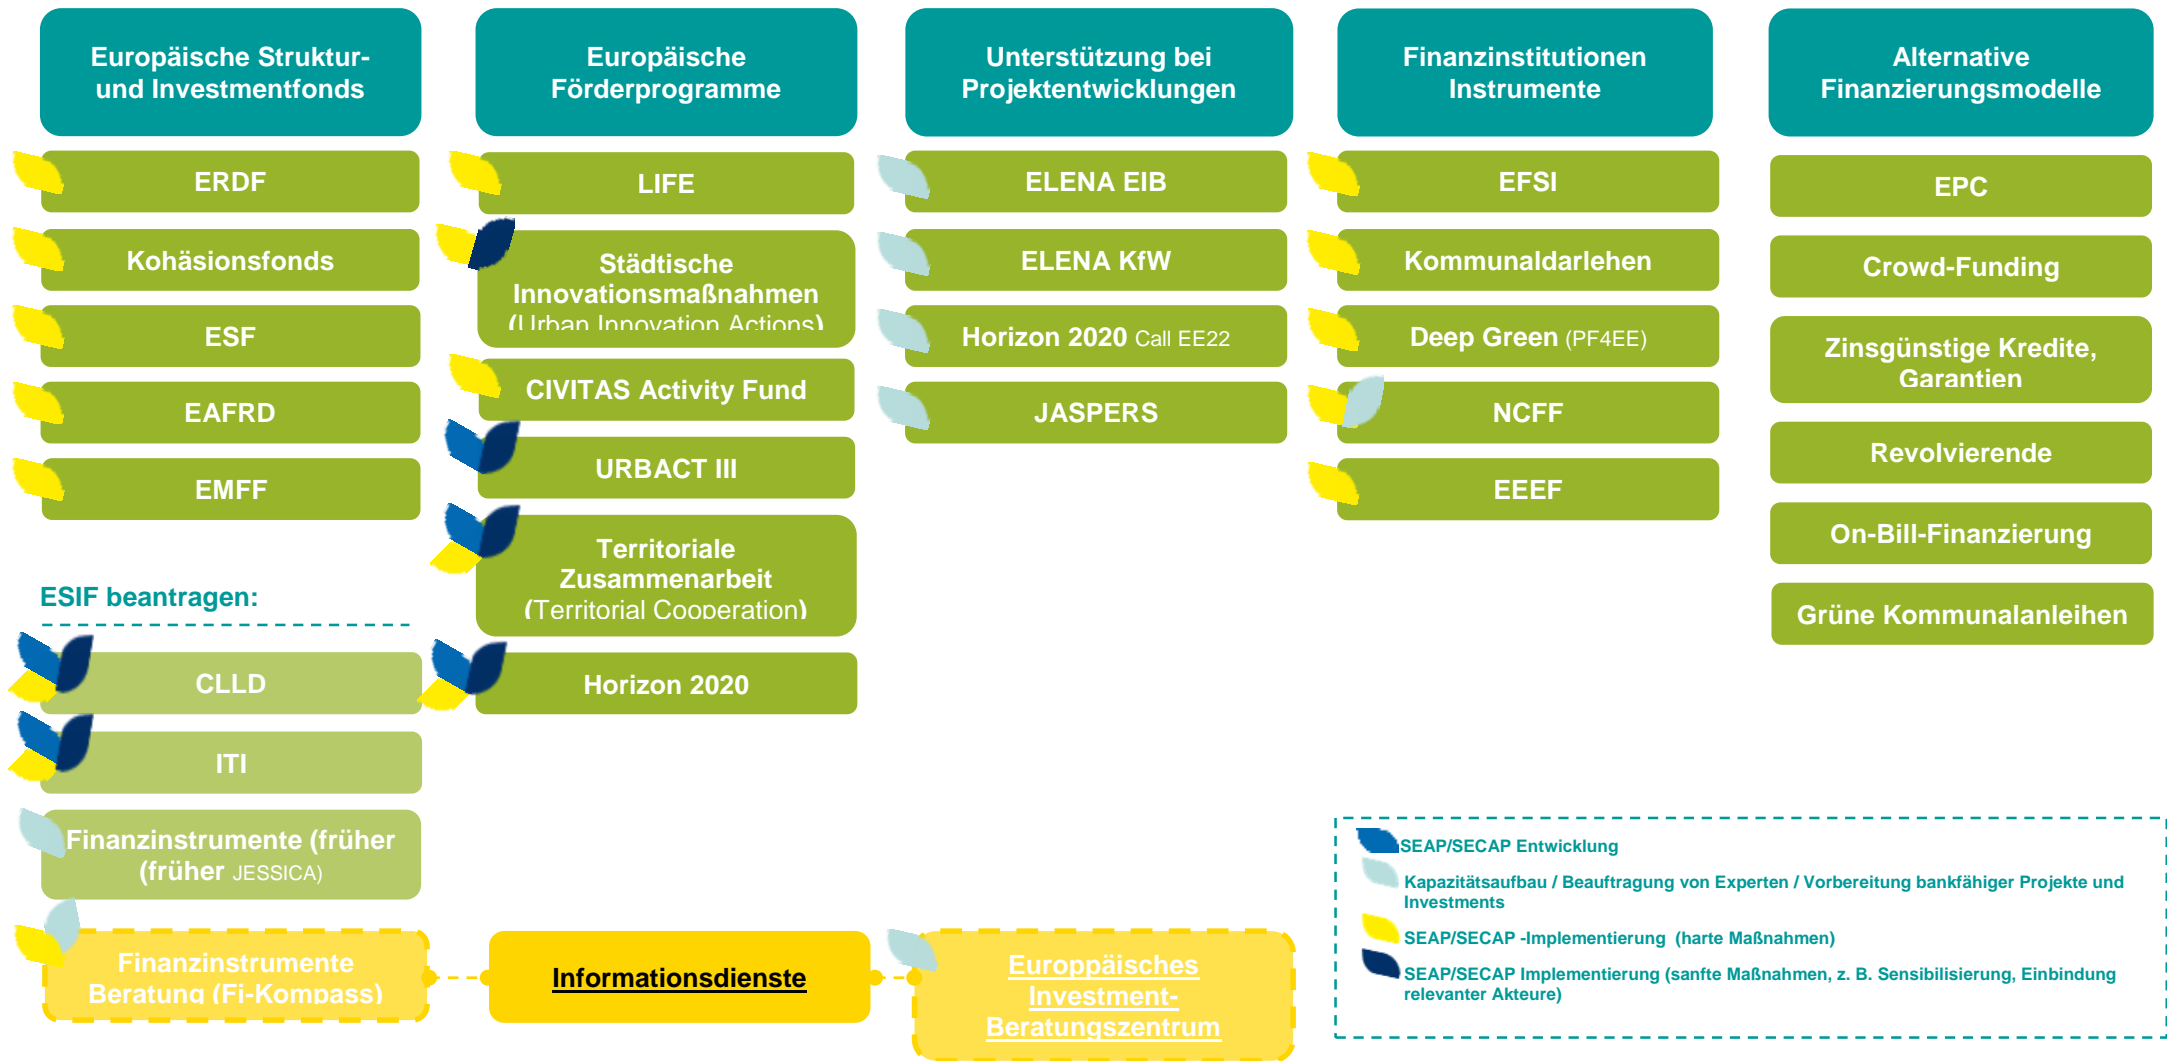 Europäische Struktur-
und Investmentfonds
ERDF
Kohäsionsfonds
ESF
EAFRD
EMFF
ESIF beantragen:
CLLD
ITI
Finanzinstrumente (früher
(früher JESSICA)
Finanzinstrumente
Beratung (Fi-Kompass)
Europäische
Förderprogramme
LIFE
Städtische
Innovationsmaßnahmen
(Urban Innovation Actions)
CIVITAS Activity Fund
URBACT III
Territoriale
Zusammenarbeit
(Territorial Cooperation)
Horizon 2020
Informationsdienste
Unterstützung bei
Projektentwicklungen
ELENA EIB
ELENA KfW
Horizon 2020 Call EE22
JASPERS
Europpäisches
Investment-
Beratungszentrum
Finanzinstitutionen
Instrumente
EFSI
Kommunaldarlehen
Deep Green (PF4EE)
NCFF
EEEF
Alternative
Finanzierungsmodelle
EPC
Crowd-Funding
Zinsgünstige Kredite,
Garantien
Revolvierende
On-Bill-Finanzierung
Grüne Kommunalanleihen
SEAP/SECAP Entwicklung
Kapazitätsaufbau / Beauftragung von Experten / Vorbereitung bankfähiger Projekte und
Investments
SEAP/SECAP -Implementierung (harte Maßnahmen)
SEAP/SECAP Implementierung (sanfte Maßnahmen, z. B. Sensibilisierung, Einbindung
relevanter Akteure)